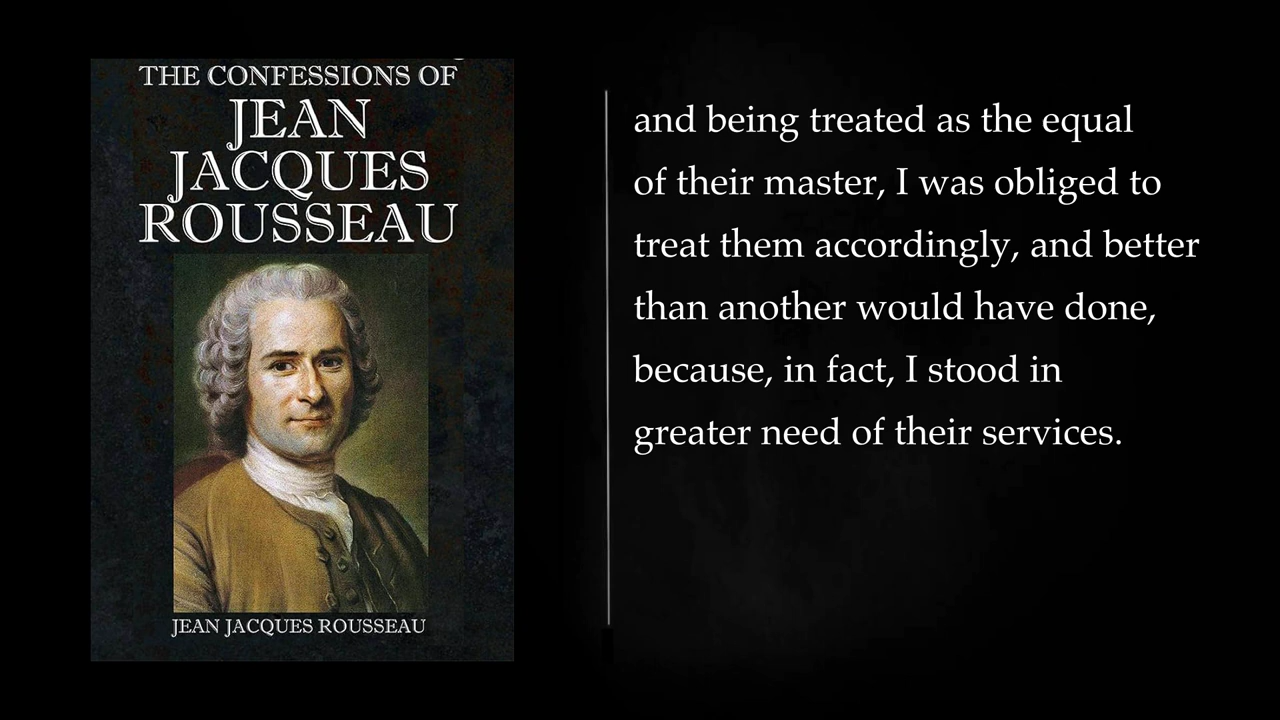 THE CONFESSIONS OF
JEAN
JACQUES
ROUSSEAU
JEAN JACQUES ROUSSEAU
and being treated as the equal
of their master, I was obliged to
treat them accordingly, and better
than another would have done,
because, in fact, I stood in
greater need of their services.